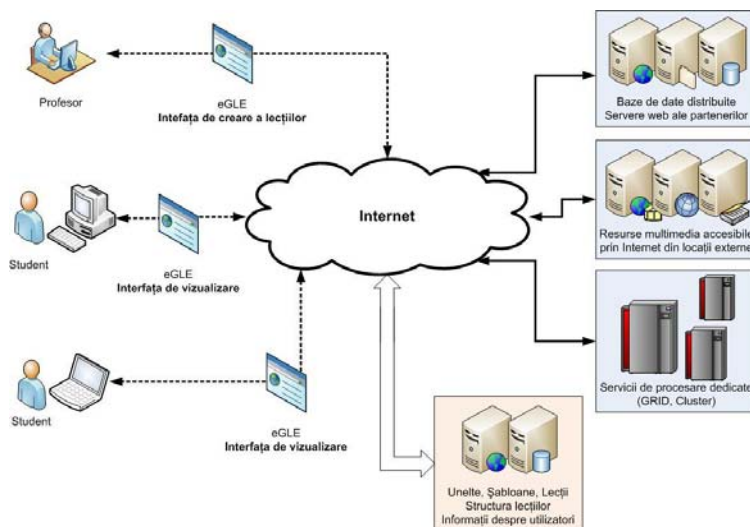 Profesor
eGLE
Intefața de creare a lecțiilor
Baze de date distribuite
Servere web ale partenerilor
Internet
Student
eGLE
Interfața de vizualizare
Resurse multimedia accesibile
prin Internet din locații externe
Student
eGLE
Interfața de vizualizare
Servicii de procesare dedicate
(GRID, Cluster)
Unelte, Șabloane, Lecții
Structura lecțiilor
Informații despre utilizatori